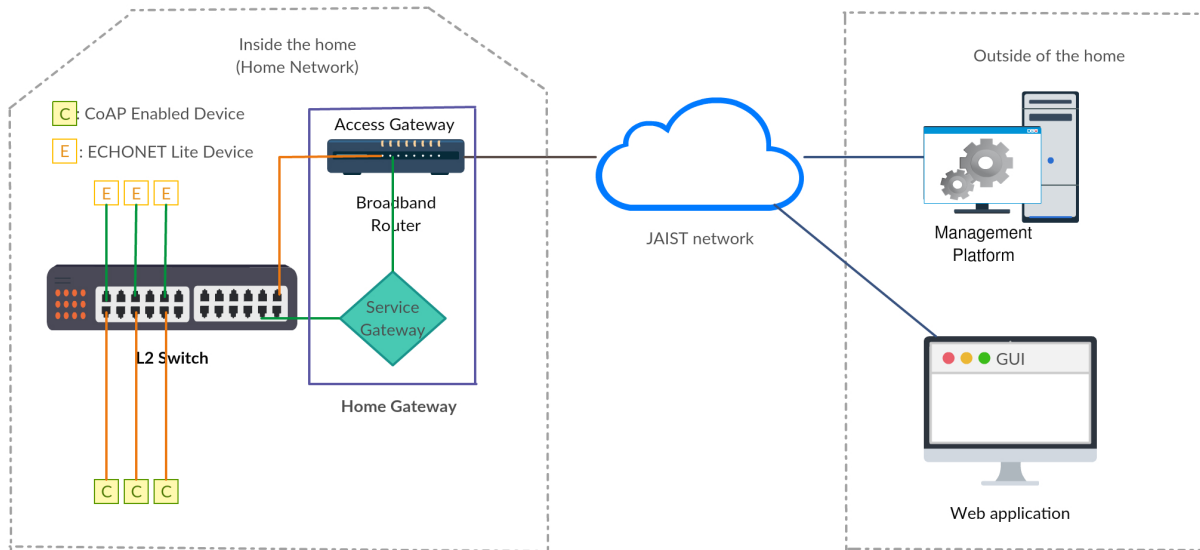 Inside the home
(Home Network)
C: CoAP Enabled Device
E: ECHONET Lite Device
E E E
L2 Switch
C C C
Access Gateway
Broadband
Router
Service
Gateway
Home Gateway
JAIST network
Outside of the home
Management
Platform
GUI
Web application